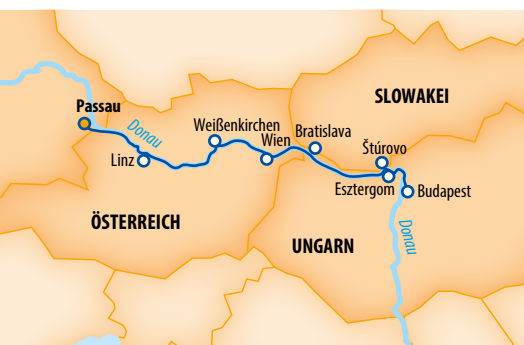 SLOWAKEI
Passau
Donau
Weißenkirchen
Bratislava
Wien
Štúrovo
Linz
Esztergom
Budapest
ÖSTERREICH
UNGARN
Donau